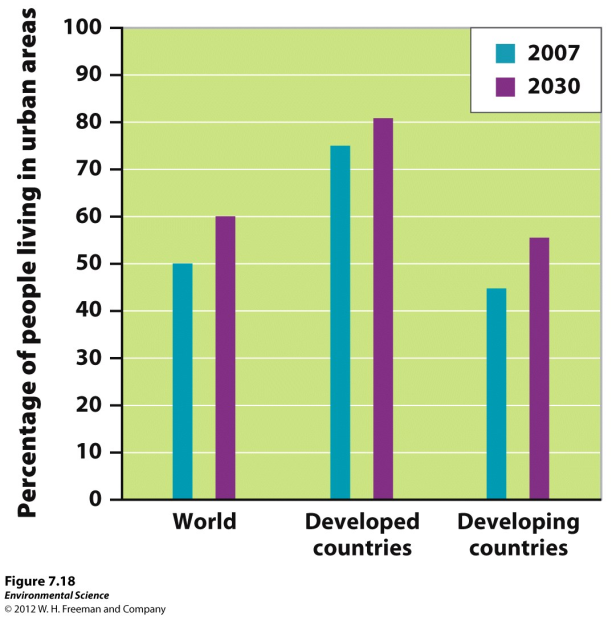 Percentage of people living in urban areas
100
90
80
70
60
50
40
30
20
10
0
2007
2030
World
Developed
countries
Developing
countries
Figure 7.18
Environmental Science
© 2012 W. H. Freeman and Company